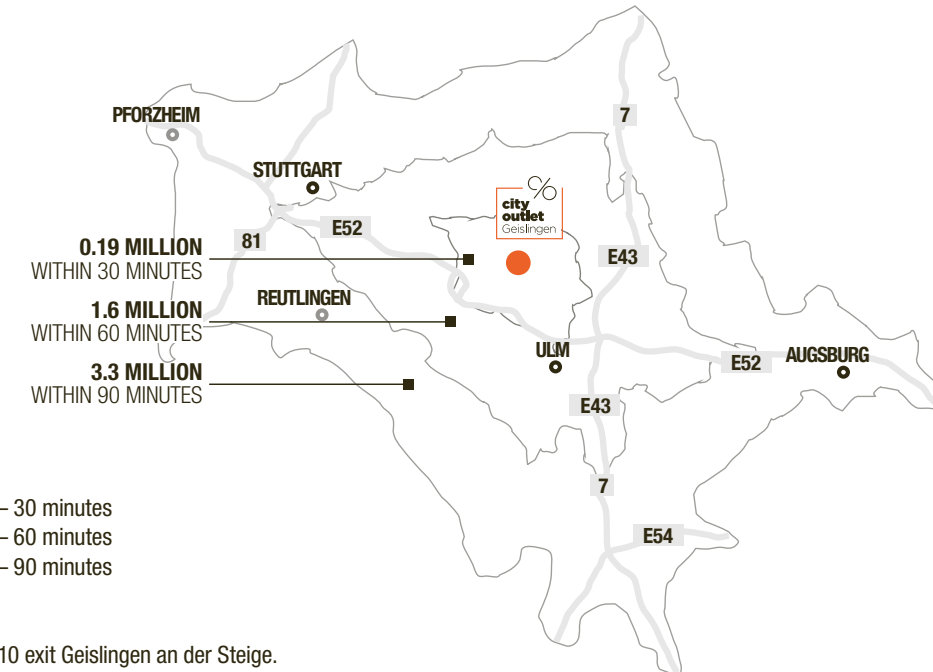 PFORZHEIM
7
STUTTGART
%
city
outlet
Geislingen
81
E52
E43
0.19 MILLION
WITHIN 30 MINUTES
REUTLINGEN
1.6 MILLION
WITHIN 60 MINUTES
ULM
E52
AUGSBURG
3.3 MILLION
WITHIN 90 MINUTES
E43
7
– 30 minutes
E54
– 60 minutes
– 90 minutes
10 exit Geislingen an der Steige.